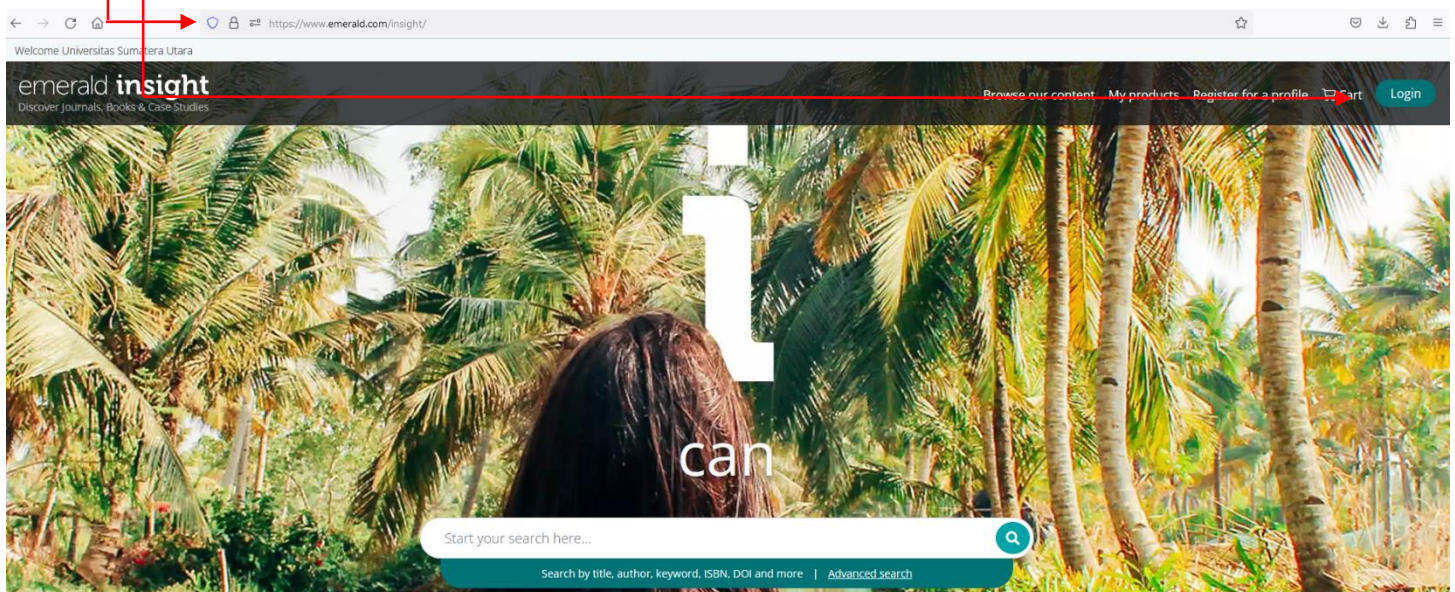 https://www.emerald.com/insight/
Welcome Universitas Sumatera Utara
emerald insight
Discover Journals, Books & Case Studies
Browse our content My products Register for a profile Cart Login
i
can
Start your search here...
Search by title, author, keyword, ISBN, DOI and more | Advanced search